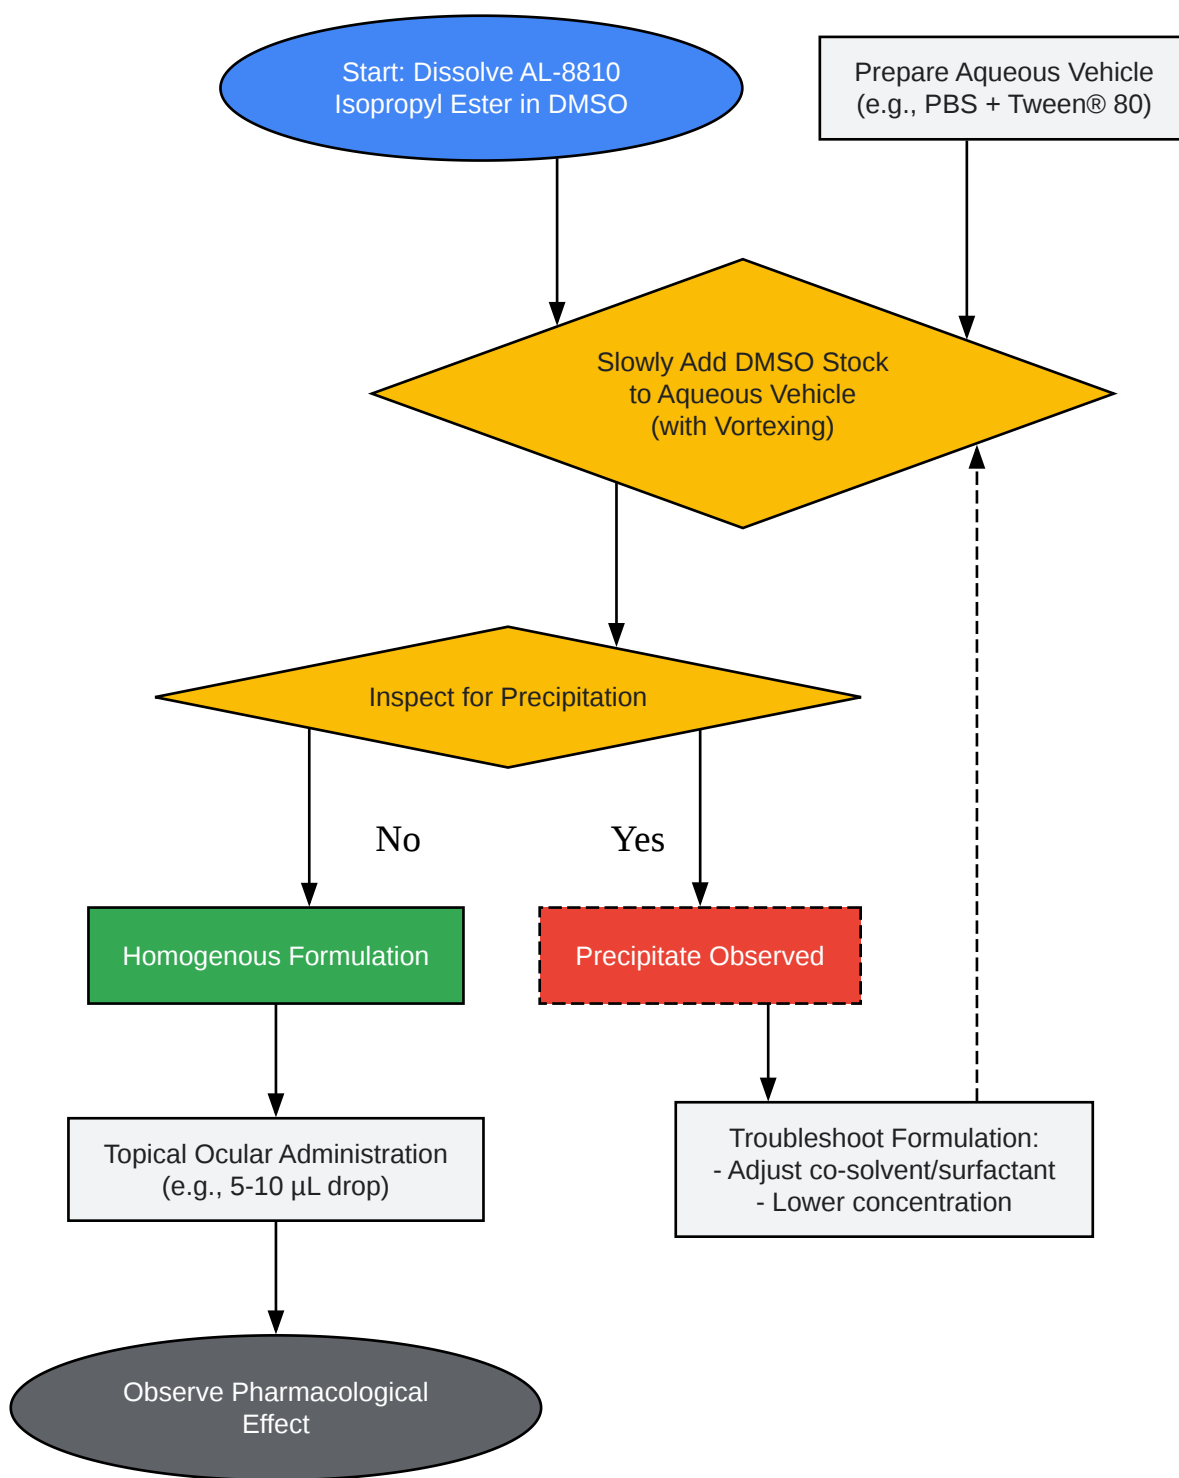 Start: Dissolve AL-8810
Isopropyl Ester in DMSO
Prepare Aqueous Vehicle
(e.g., PBS + Tween® 80)
Slowly Add DMSO Stock
to Aqueous Vehicle
(with Vortexing)
Inspect for Precipitation
No
Yes
Homogenous Formulation
Precipitate Observed
Topical Ocular Administration
(e.g., 5-10 µL drop)
Troubleshoot Formulation:
- Adjust co-solvent/surfactant
- Lower concentration
Observe Pharmacological
Effect